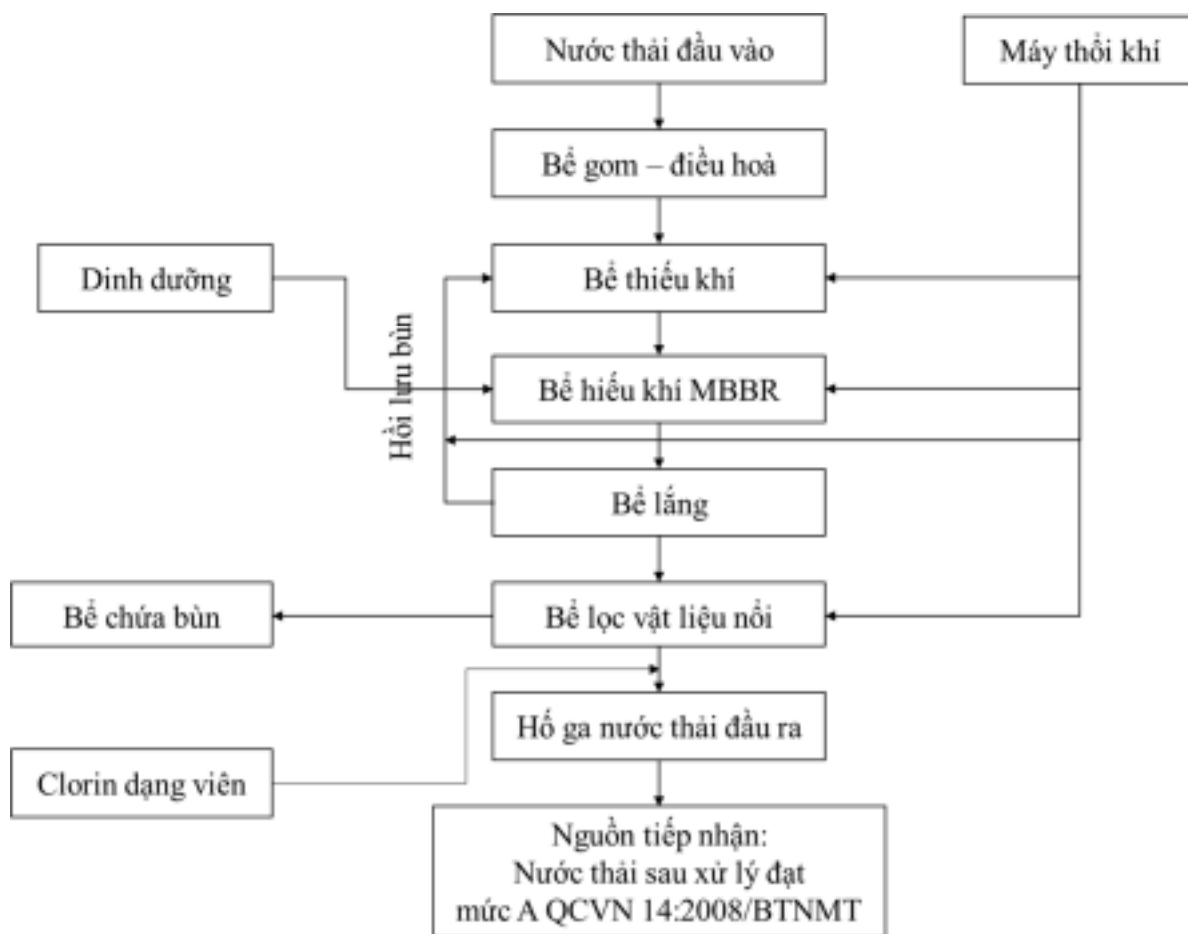 Nước thải đầu vào
Máy thổi khí
Bể gom – điều hoà
Dinh dưỡng
Bể thiếu khí
Hồi lưu bùn
Bể hiếu khí MBBR
Bể lắng
Bể chứa bùn
Bể lọc vật liệu nổi
Hố ga nước thải đầu ra
Clorin dạng viên
Nguồn tiếp nhận:
Nước thải sau xử lý đạt
mức A QCVN 14:2008/BTNMT